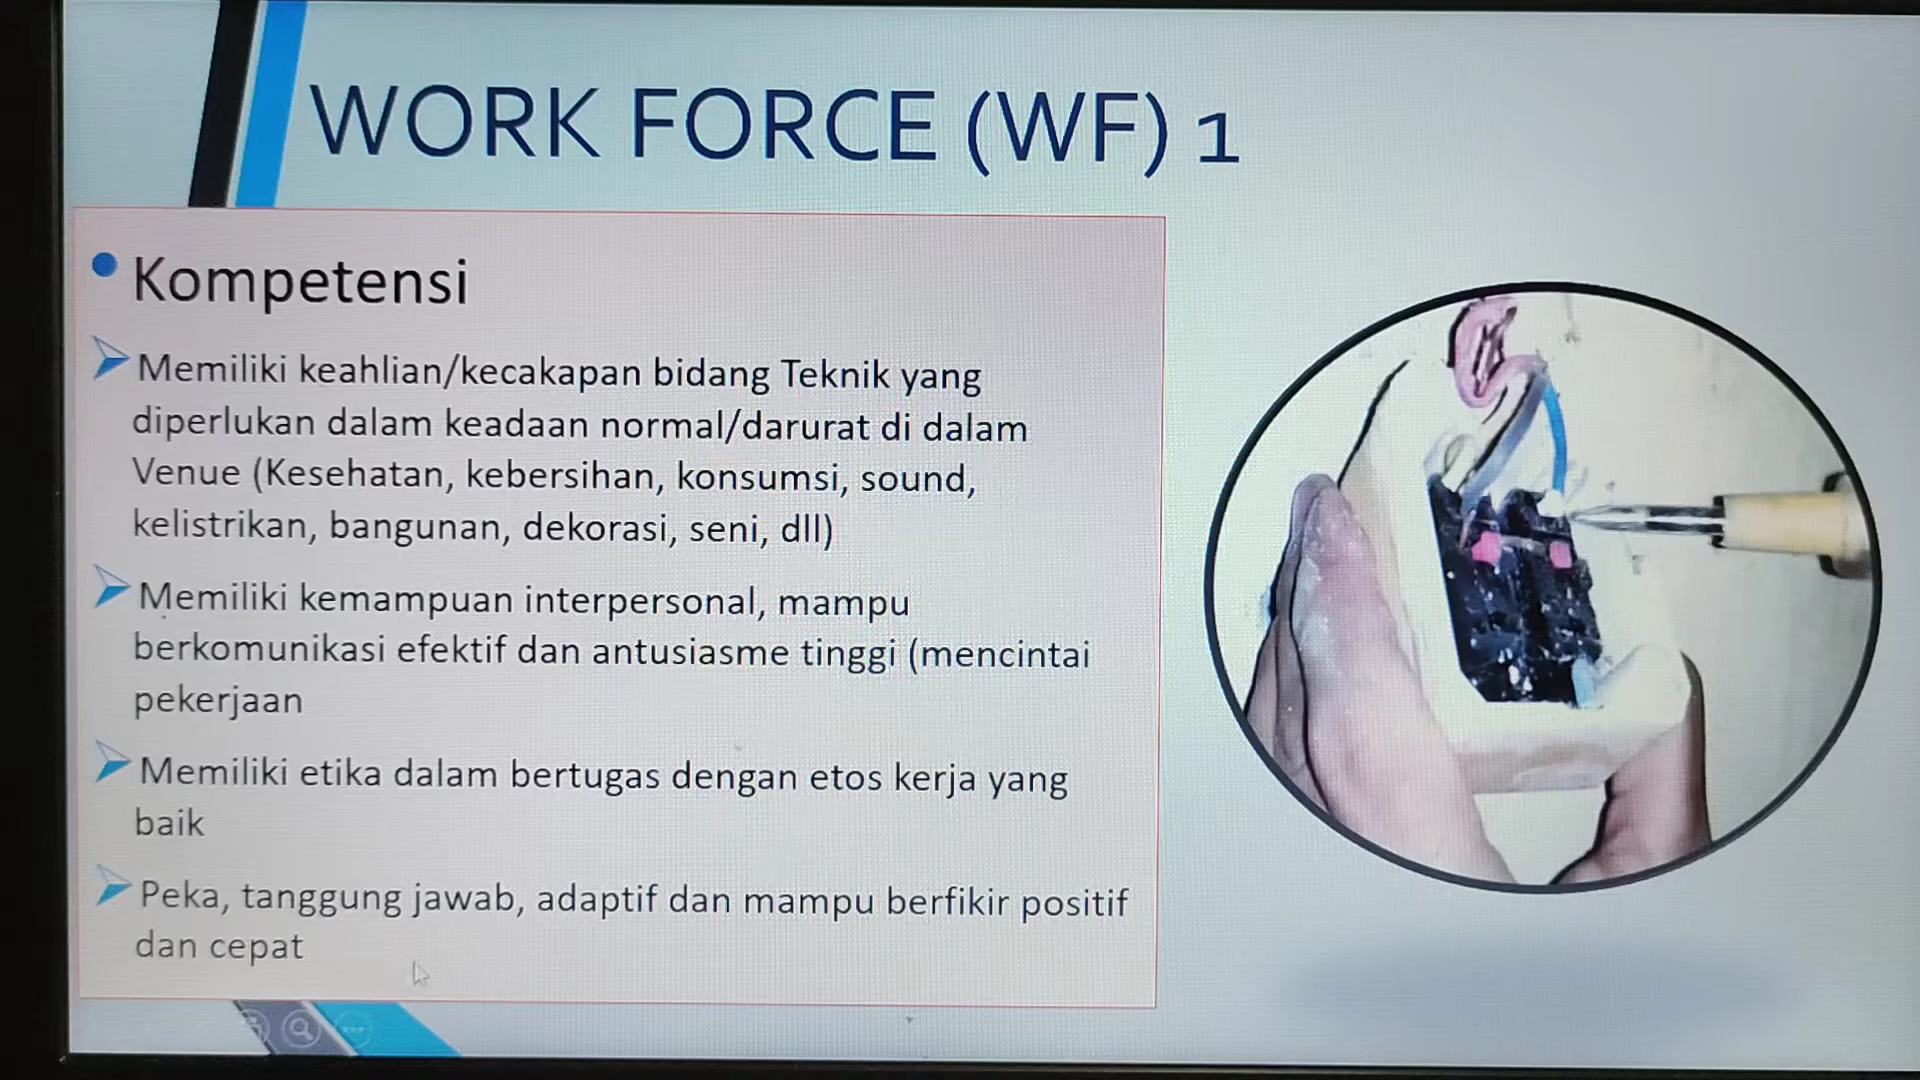 WORK FORCE (WF) 1
Kompetensi
Memiliki keahlian/kecakapan bidang Teknik yang
diperlukan dalam keadaan normal/darurat di dalam
Venue (Kesehatan, kebersihan, konsumsi, sound,
kelistrikan, bangunan, dekorasi, seni, dll)
Memiliki kemampuan interpersonal, mampu
berkomunikasi efektif dan antusiasme tinggi (mencintai
pekerjaan
Memiliki etika dalam bertugas dengan etos kerja yang
baik
Peka, tanggung jawab, adaptif dan mampu berfikir positif
dan cepat